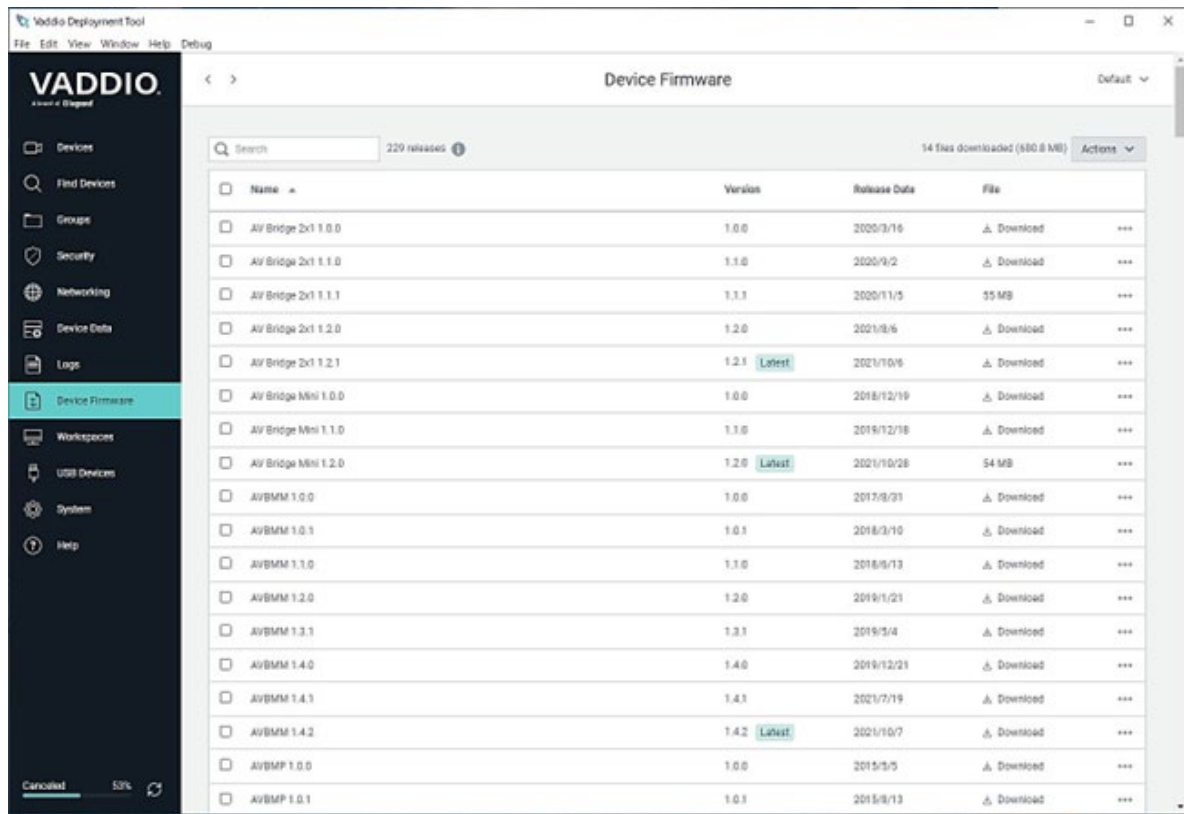 Vaddio Deployment Tool
File Edit View Window Help Debug
VADDIO
A brand of legrand
Device Firmware
Default
Devices
Find Devices
Groups
Security
Networking
Device Data
Logs
Device Firmware
Workspaces
USB Devices
System
Help
Canceled 53%
Search 229 releases 14 files downloaded (680.8 MB) Actions
Name Version Release Date File
AV Bridge 2x1 1.0.0 1.0.0 2020/3/16 Download
AV Bridge 2x1 1.1.0 1.1.0 2020/9/2 Download
AV Bridge 2x1 1.1.1 1.1.1 2020/11/5 55 MB
AV Bridge 2x1 1.2.0 1.2.0 2021/8/6 Download
AV Bridge 2x1 1.2.1 1.2.1 Latest 2021/10/6 Download
AV Bridge Mini 1.0.0 1.0.0 2018/12/19 Download
AV Bridge Mini 1.1.0 1.1.0 2019/12/18 Download
AV Bridge Mini 1.2.0 1.2.0 Latest 2021/10/28 54 MB
AVBMM 1.0.0 1.0.0 2017/8/31 Download
AVBMM 1.0.1 1.0.1 2018/3/10 Download
AVBMM 1.1.0 1.1.0 2018/6/13 Download
AVBMM 1.2.0 1.2.0 2019/1/21 Download
AVBMM 1.3.1 1.3.1 2019/5/4 Download
AVBMM 1.4.0 1.4.0 2019/12/21 Download
AVBMM 1.4.1 1.4.1 2021/7/19 Download
AVBMM 1.4.2 1.4.2 Latest 2021/10/7 Download
AVBMP 1.0.0 1.0.0 2015/5/5 Download
AVBMP 1.0.1 1.0.1 2015/8/13 Download